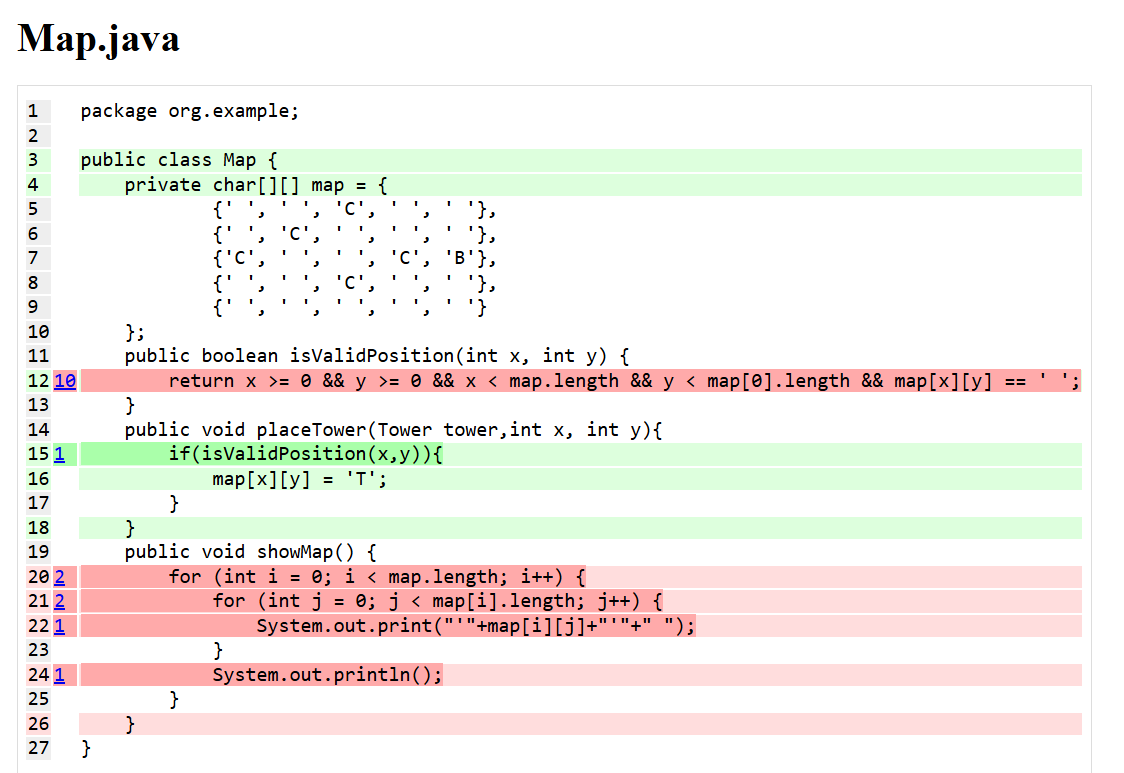 Map.java
1 package org.example;
2
3 public class Map {
4 private char[][] map = {
5 {' ', ' ', 'C', ' ', ' '},
6 {' ', 'C', ' ', ' ', ' '},
7 {'C', ' ', ' ', 'C', 'B'},
8 {' ', ' ', 'C', ' ', ' '},
9 {' ', ' ', ' ', ' ', ' '}
10 };
11 public boolean isValidPosition(int x, int y) {
12 10 return x >= 0 && y >= 0 && x < map.length && y < map[0].length && map[x][y] == ' ';
13 }
14 public void placeTower(Tower tower,int x, int y){
15 1 if(isValidPosition(x,y)){
16 map[x][y] = 'T';
17 }
18 }
19 public void showMap() {
20 2 for (int i = 0; i < map.length; i++) {
21 2 for (int j = 0; j < map[i].length; j++) {
22 1 System.out.print("'"+map[i][j]+"'"+" ");
23 }
24 1 System.out.println();
25 }
26 }
27 }